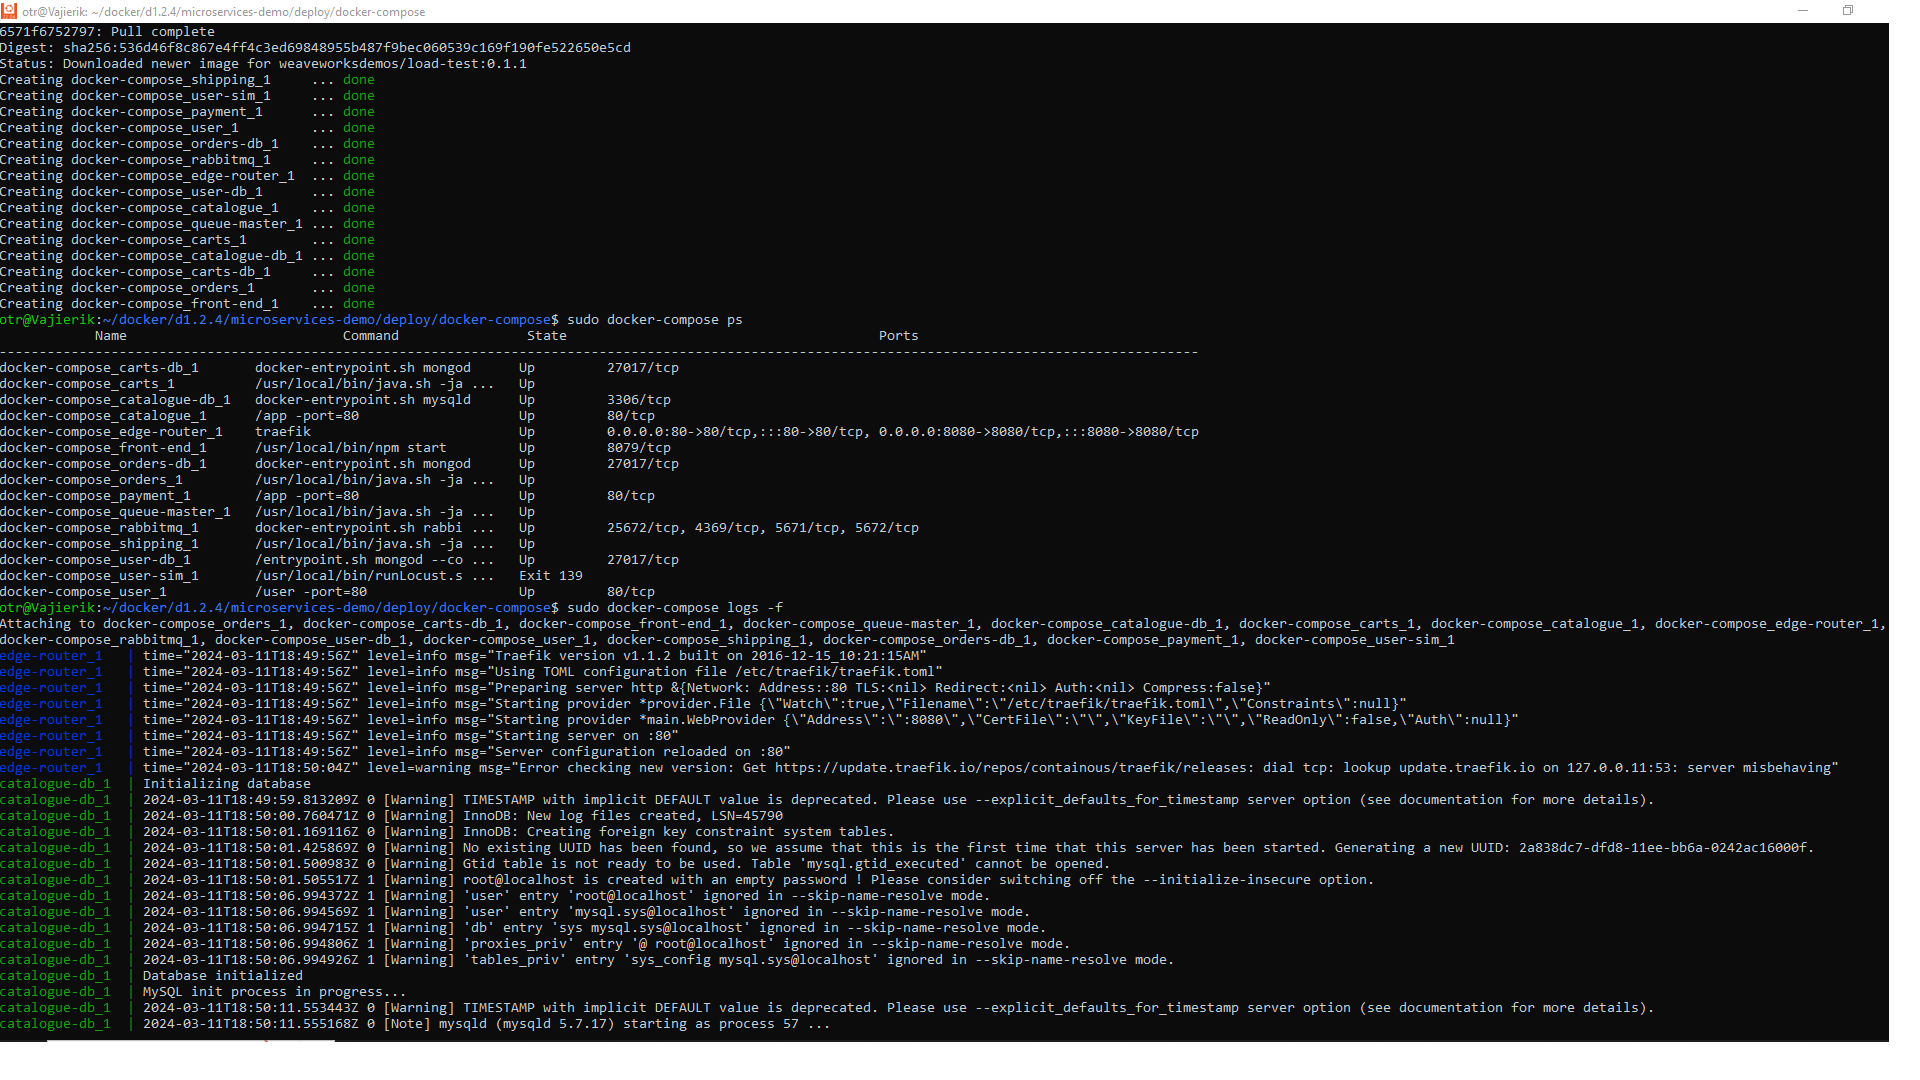 otr@Vajierik: ~/docker/d1.2.4/microservices-demo/deploy/docker-compose
6571f6752797: Pull complete
Digest: sha256:536d46f8c867e4ff4c3ed69848955b487f9bec060539c169f190fe522650e5cd
Status: Downloaded newer image for weaveworksdemos/load-test:0.1.1
Creating docker-compose_shipping_1     ... done
Creating docker-compose_user-sim_1     ... done
Creating docker-compose_payment_1      ... done
Creating docker-compose_user_1         ... done
Creating docker-compose_orders-db_1    ... done
Creating docker-compose_rabbitmq_1     ... done
Creating docker-compose_edge-router_1  ... done
Creating docker-compose_user-db_1      ... done
Creating docker-compose_catalogue_1    ... done
Creating docker-compose_queue-master_1 ... done
Creating docker-compose_carts_1        ... done
Creating docker-compose_catalogue-db_1 ... done
Creating docker-compose_carts-db_1     ... done
Creating docker-compose_orders_1       ... done
Creating docker-compose_front-end_1    ... done
otr@Vajierik:~/docker/d1.2.4/microservices-demo/deploy/docker-compose$ sudo docker-compose ps
            Name                           Command                State                                       Ports
------------------------------------------------------------------------------------------------------------------------------------------------------
docker-compose_carts-db_1       docker-entrypoint.sh mongod      Up         27017/tcp
docker-compose_carts_1          /usr/local/bin/java.sh -ja ...   Up
docker-compose_catalogue-db_1   docker-entrypoint.sh mysqld      Up         3306/tcp
docker-compose_catalogue_1      /app -port=80                    Up         80/tcp
docker-compose_edge-router_1    traefik                          Up         0.0.0.0:80->80/tcp,:::80->80/tcp, 0.0.0.0:8080->8080/tcp,:::8080->8080/tcp
docker-compose_front-end_1      /usr/local/bin/npm start         Up         8079/tcp
docker-compose_orders-db_1      docker-entrypoint.sh mongod      Up         27017/tcp
docker-compose_orders_1         /usr/local/bin/java.sh -ja ...   Up
docker-compose_payment_1        /app -port=80                    Up         80/tcp
docker-compose_queue-master_1   /usr/local/bin/java.sh -ja ...   Up
docker-compose_rabbitmq_1       docker-entrypoint.sh rabbi ...   Up         25672/tcp, 4369/tcp, 5671/tcp, 5672/tcp
docker-compose_shipping_1       /usr/local/bin/java.sh -ja ...   Up
docker-compose_user-db_1        /entrypoint.sh mongod --co ...   Up         27017/tcp
docker-compose_user-sim_1       /usr/local/bin/runLocust.s ...   Exit 139
docker-compose_user_1           /user -port=80                   Up         80/tcp
otr@Vajierik:~/docker/d1.2.4/microservices-demo/deploy/docker-compose$ sudo docker-compose logs -f
Attaching to docker-compose_orders_1, docker-compose_carts-db_1, docker-compose_front-end_1, docker-compose_queue-master_1, docker-compose_catalogue-db_1, docker-compose_carts_1, docker-compose_catalogue_1, docker-compose_edge-router_1,
docker-compose_rabbitmq_1, docker-compose_user-db_1, docker-compose_user_1, docker-compose_shipping_1, docker-compose_orders-db_1, docker-compose_payment_1, docker-compose_user-sim_1
edge-router_1   | time="2024-03-11T18:49:56Z" level=info msg="Traefik version v1.1.2 built on 2016-12-15_10:21:15AM"
edge-router_1   | time="2024-03-11T18:49:56Z" level=info msg="Using TOML configuration file /etc/traefik/traefik.toml"
edge-router_1   | time="2024-03-11T18:49:56Z" level=info msg="Preparing server http &{Network: Address::80 TLS:<nil> Redirect:<nil> Auth:<nil> Compress:false}"
edge-router_1   | time="2024-03-11T18:49:56Z" level=info msg="Starting provider *provider.File {\"Watch\":true,\"Filename\":\"/etc/traefik/traefik.toml\",\"Constraints\":null}"
edge-router_1   | time="2024-03-11T18:49:56Z" level=info msg="Starting provider *main.WebProvider {\"Address\":\":8080\",\"CertFile\":\"\",\"KeyFile\":\"\",\"ReadOnly\":false,\"Auth\":null}"
edge-router_1   | time="2024-03-11T18:49:56Z" level=info msg="Starting server on :80"
edge-router_1   | time="2024-03-11T18:49:56Z" level=info msg="Server configuration reloaded on :80"
edge-router_1   | time="2024-03-11T18:50:04Z" level=warning msg="Error checking new version: Get https://update.traefik.io/repos/containous/traefik/releases: dial tcp: lookup update.traefik.io on 127.0.0.11:53: server misbehaving"
catalogue-db_1  | Initializing database
catalogue-db_1  | 2024-03-11T18:49:59.813209Z 0 [Warning] TIMESTAMP with implicit DEFAULT value is deprecated. Please use --explicit_defaults_for_timestamp server option (see documentation for more details).
catalogue-db_1  | 2024-03-11T18:50:00.760471Z 0 [Warning] InnoDB: New log files created, LSN=45790
catalogue-db_1  | 2024-03-11T18:50:01.169116Z 0 [Warning] InnoDB: Creating foreign key constraint system tables.
catalogue-db_1  | 2024-03-11T18:50:01.425869Z 0 [Warning] No existing UUID has been found, so we assume that this is the first time that this server has been started. Generating a new UUID: 2a838dc7-dfd8-11ee-bb6a-0242ac16000f.
catalogue-db_1  | 2024-03-11T18:50:01.500983Z 0 [Warning] Gtid table is not ready to be used. Table 'mysql.gtid_executed' cannot be opened.
catalogue-db_1  | 2024-03-11T18:50:01.505517Z 1 [Warning] root@localhost is created with an empty password ! Please consider switching off the --initialize-insecure option.
catalogue-db_1  | 2024-03-11T18:50:06.994372Z 1 [Warning] 'user' entry 'root@localhost' ignored in --skip-name-resolve mode.
catalogue-db_1  | 2024-03-11T18:50:06.994569Z 1 [Warning] 'user' entry 'mysql.sys@localhost' ignored in --skip-name-resolve mode.
catalogue-db_1  | 2024-03-11T18:50:06.994715Z 1 [Warning] 'db' entry 'sys mysql.sys@localhost' ignored in --skip-name-resolve mode.
catalogue-db_1  | 2024-03-11T18:50:06.994806Z 1 [Warning] 'proxies_priv' entry '@ root@localhost' ignored in --skip-name-resolve mode.
catalogue-db_1  | 2024-03-11T18:50:06.994926Z 1 [Warning] 'tables_priv' entry 'sys_config mysql.sys@localhost' ignored in --skip-name-resolve mode.
catalogue-db_1  | Database initialized
catalogue-db_1  | MySQL init process in progress...
catalogue-db_1  | 2024-03-11T18:50:11.553443Z 0 [Warning] TIMESTAMP with implicit DEFAULT value is deprecated. Please use --explicit_defaults_for_timestamp server option (see documentation for more details).
catalogue-db_1  | 2024-03-11T18:50:11.555168Z 0 [Note] mysqld (mysqld 5.7.17) starting as process 57 ...